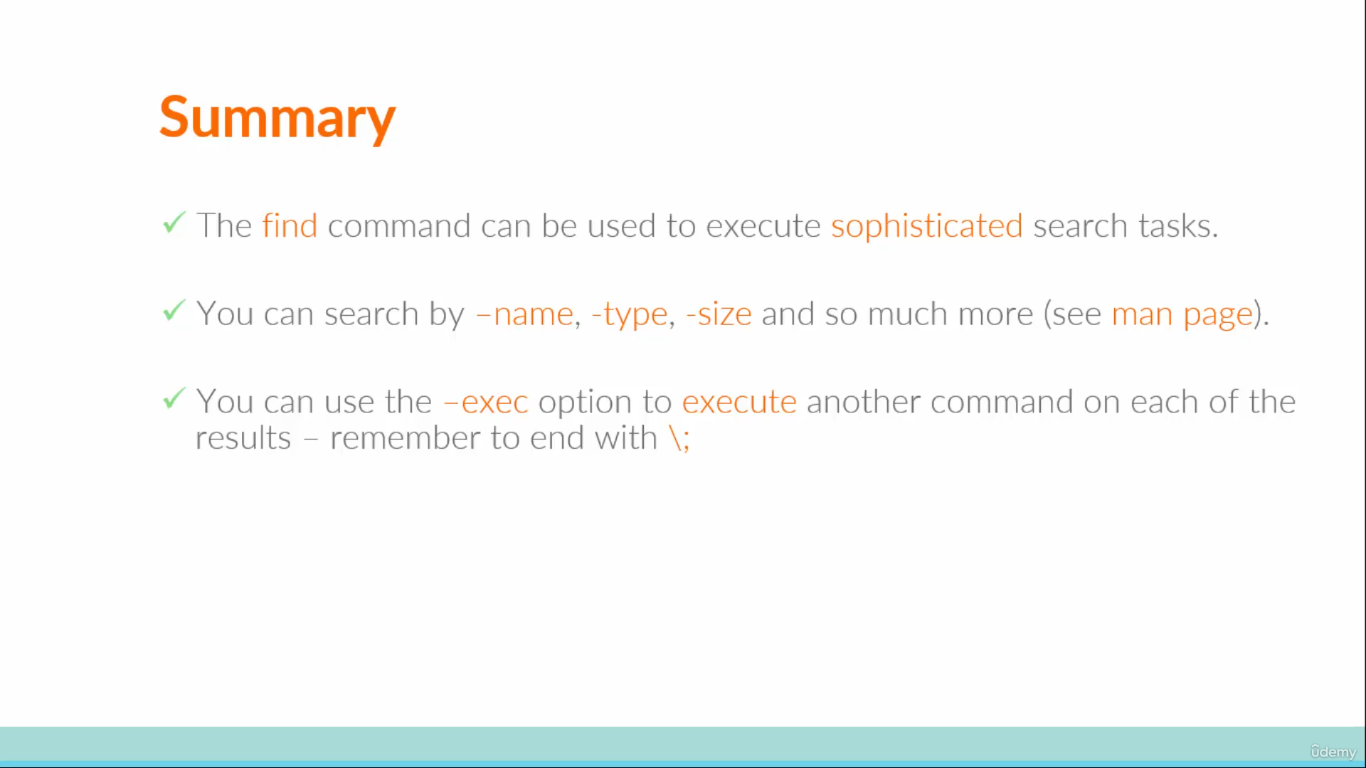 Summary
✓ The find command can be used to execute sophisticated search tasks.
✓ You can search by –name, -type, -size and so much more (see man page).
✓ You can use the –exec option to execute another command on each of the
results – remember to end with \;
ûdemy